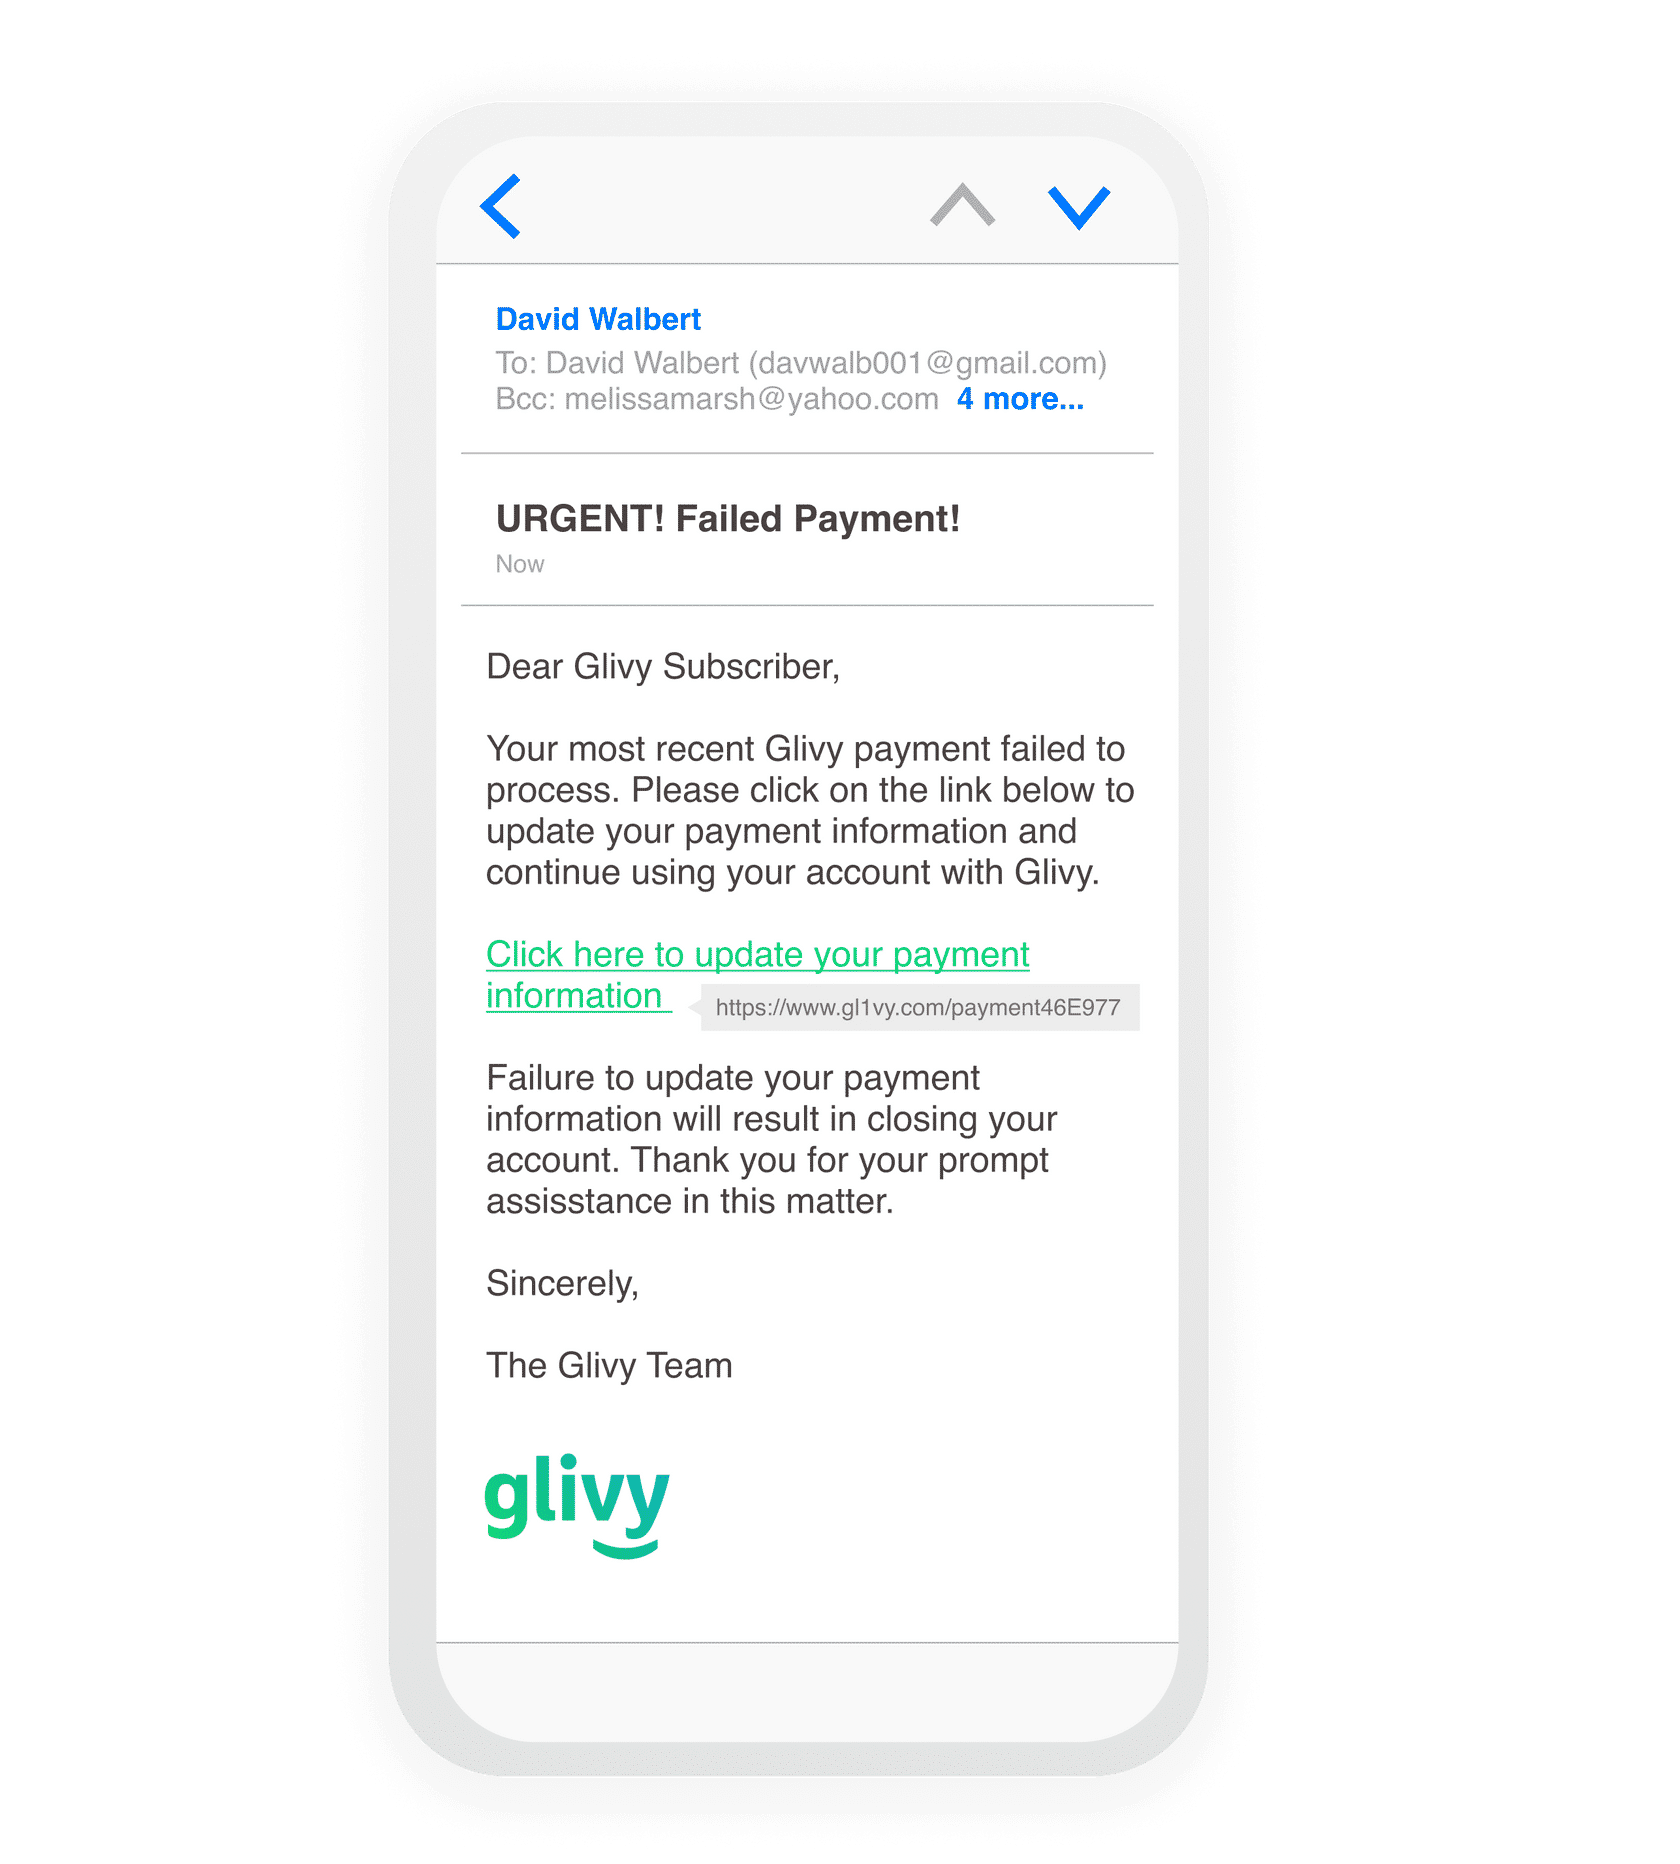 David Walbert
To: David Walbert (davwalb001@gmail.com)
Bcc: melissamarsh@yahoo.com 4 more...
URGENT! Failed Payment!
Now
Dear Glivy Subscriber,
Your most recent Glivy payment failed to
process. Please click on the link below to
update your payment information and
continue using your account with Glivy.
Click here to update your payment
information
https://www.gl1vy.com/payment46E977
Failure to update your payment
information will result in closing your
account. Thank you for your prompt
assisstance in this matter.
Sincerely,
The Glivy Team
glivy